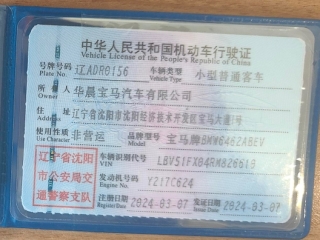 中华人民共和国机动车行驶证
Vehicle License of the People's Republic of China
号牌号码 辽ADR0156 车辆类型 小型普通客车
Plate No. Vehicle Type
所有人 华晨宝马汽车有限公司
Owner
住址 辽宁省沈阳市沈阳经济技术开发区宝马大道1号
Address
使用性质 非营运 品牌型号 宝马牌BMW6462ABEV
Use Character Model
辽宁省沈阳 车辆识别代号
市公安局交 VIN
通警察支队 发动机号码 Y217C624
Engine No.
注册日期 2024-03-07 发证日期 2024-03-07
Register Date Issue Date